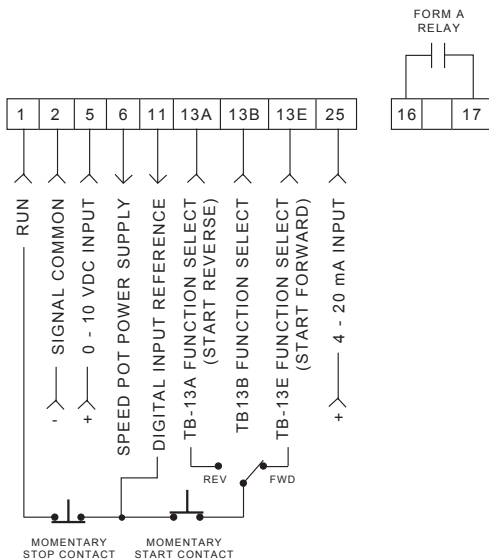 FORM A
RELAY
1 2 5 6 11 13A 13B 13E 25 16 17
RUN
SIGNAL COMMON
0 - 10 VDC INPUT
SPEED POT POWER SUPPLY
DIGITAL INPUT REFERENCE
TB-13A FUNCTION SELECT
(START REVERSE)
TB13B FUNCTION SELECT
TB-13E FUNCTION SELECT
(START FORWARD)
4 - 20 mA INPUT
- + +
REV FWD
MOMENTARY
STOP CONTACT
MOMENTARY
START CONTACT